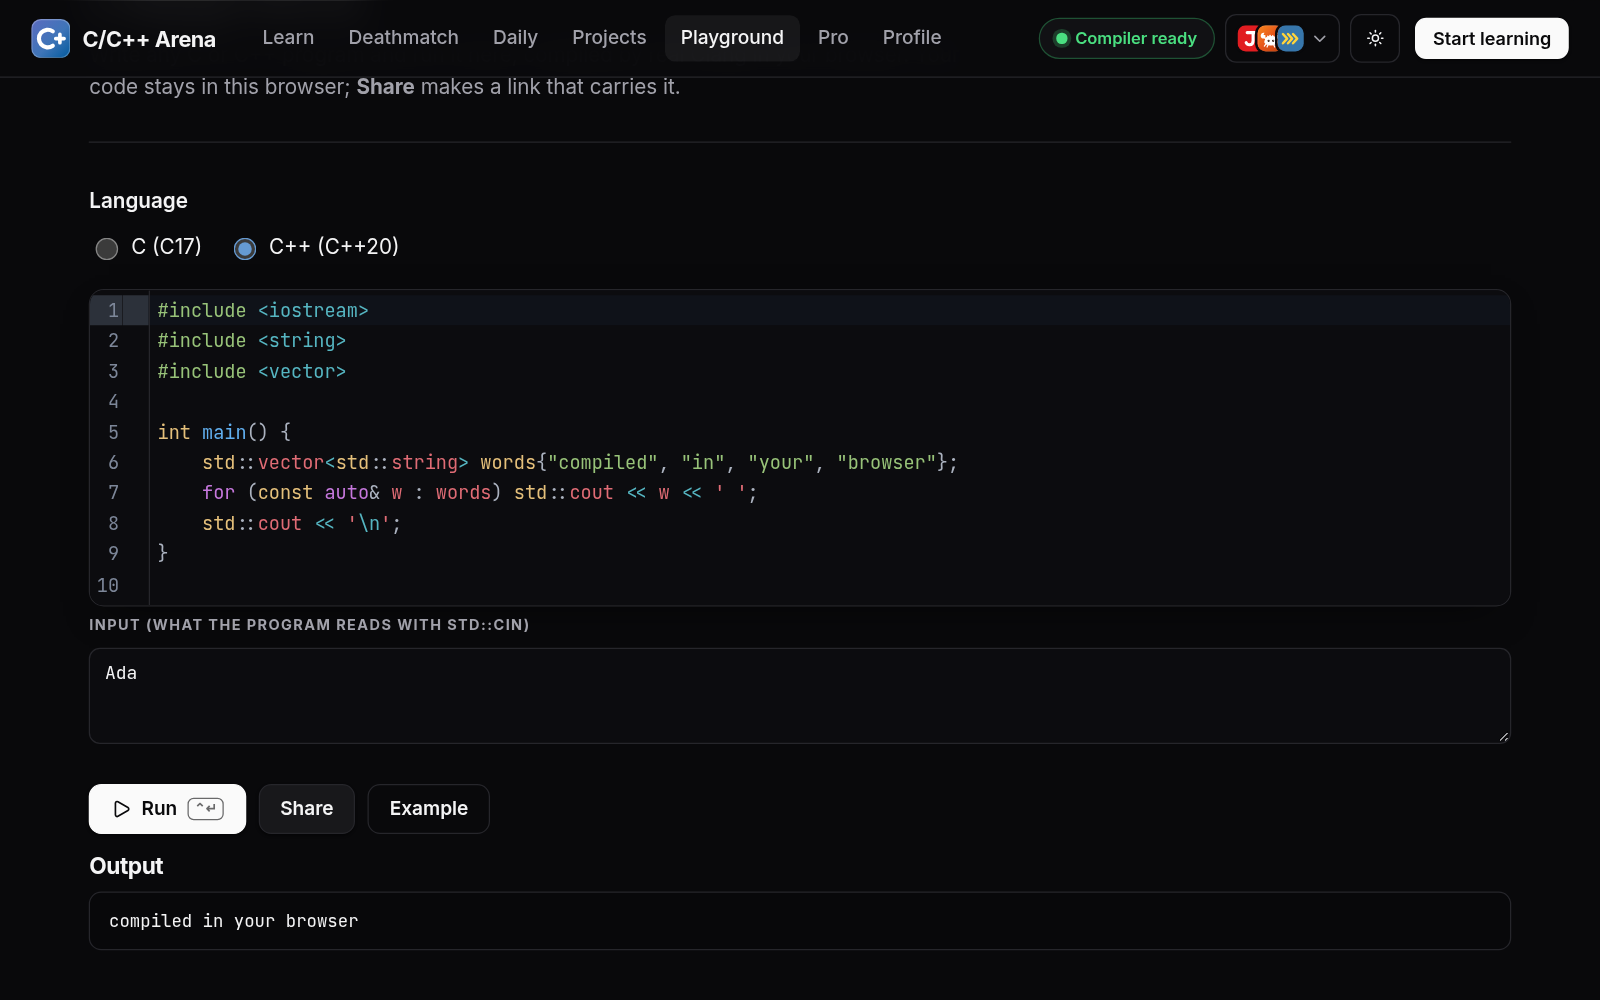 C/C++ Arena
Learn
Deathmatch
Daily
Projects
Playground
Pro
Profile
Compiler ready
Start learning
code stays in this browser; Share makes a link that carries it.
Language
C (C17)
C++ (C++20)
1 #include <iostream>
2 #include <string>
3 #include <vector>
4
5 int main() {
6     std::vector<std::string> words{"compiled", "in", "your", "browser"};
7     for (const auto& w : words) std::cout << w << ' ';
8     std::cout << '\n';
9 }
10
INPUT (WHAT THE PROGRAM READS WITH STD::CIN)
Ada
Run ⌃↵
Share
Example
Output
compiled in your browser